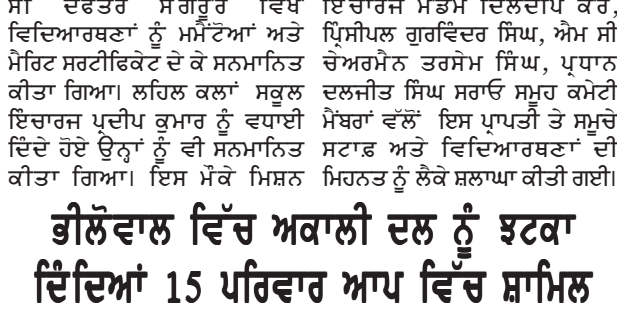 ਸੀ ਦਫਤਰ ਸੰਗਰੂਰ ਵਿਖੇ
ਵਿਦਿਆਰਥਣਾਂ ਨੂੰ ਮਮੈਂਟੋਆਂ ਅਤੇ
ਮੈਰਿਟ ਸਰਟੀਫਿਕੇਟ ਦੇ ਕੇ ਸਨਮਾਨਿਤ
ਕੀਤਾ ਗਿਆ। ਲਹਿਲ ਕਲਾਂ ਸਕੂਲ
ਇੰਚਾਰਜ ਪ੍ਰਦੀਪ ਕੁਮਾਰ ਨੂੰ ਵਧਾਈ
ਦਿੰਦੇ ਹੋਏ ਉਨ੍ਹਾਂ ਨੂੰ ਵੀ ਸਨਮਾਨਿਤ
ਕੀਤਾ ਗਿਆ। ਇਸ ਮੌਕੇ ਮਿਸ਼ਨ
ਇੰਚਾਰਜ ਮੈਡਮ ਦਿਲਦੀਪ ਕੌਰ,
ਪ੍ਰਿੰਸੀਪਲ ਗੁਰਵਿੰਦਰ ਸਿੰਘ, ਐਮ ਸੀ
ਚੇਅਰਮੈਨ ਤਰਸੇਮ ਸਿੰਘ, ਪ੍ਰਧਾਨ
ਦਲਜੀਤ ਸਿੰਘ ਸਰਾਓ ਸਮੂਹ ਕਮੇਟੀ
ਮੈਂਬਰਾਂ ਵੱਲੋਂ ਇਸ ਪ੍ਰਾਪਤੀ ਤੇ ਸਮੂਚੇ
ਸਟਾਫ਼ ਅਤੇ ਵਿਦਿਆਰਥਣਾਂ ਦੀ
ਮਿਹਨਤ ਨੂੰ ਲੈਕੇ ਸ਼ਲਾਘਾ ਕੀਤੀ ਗਈ।
ਭੀਲੋਵਾਲ ਵਿੱਚ ਅਕਾਲੀ ਦਲ ਨੂੰ ਝਟਕਾ
ਦਿੰਦਿਆਂ 15 ਪਰਿਵਾਰ ਆਪ ਵਿੱਚ ਸ਼ਾਮਿਲ